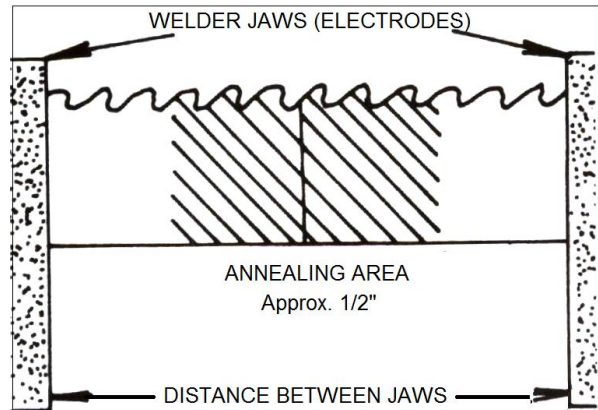 WELDER JAWS (ELECTRODES)
ANNEALING AREA
Approx. 1/2"
DISTANCE BETWEEN JAWS